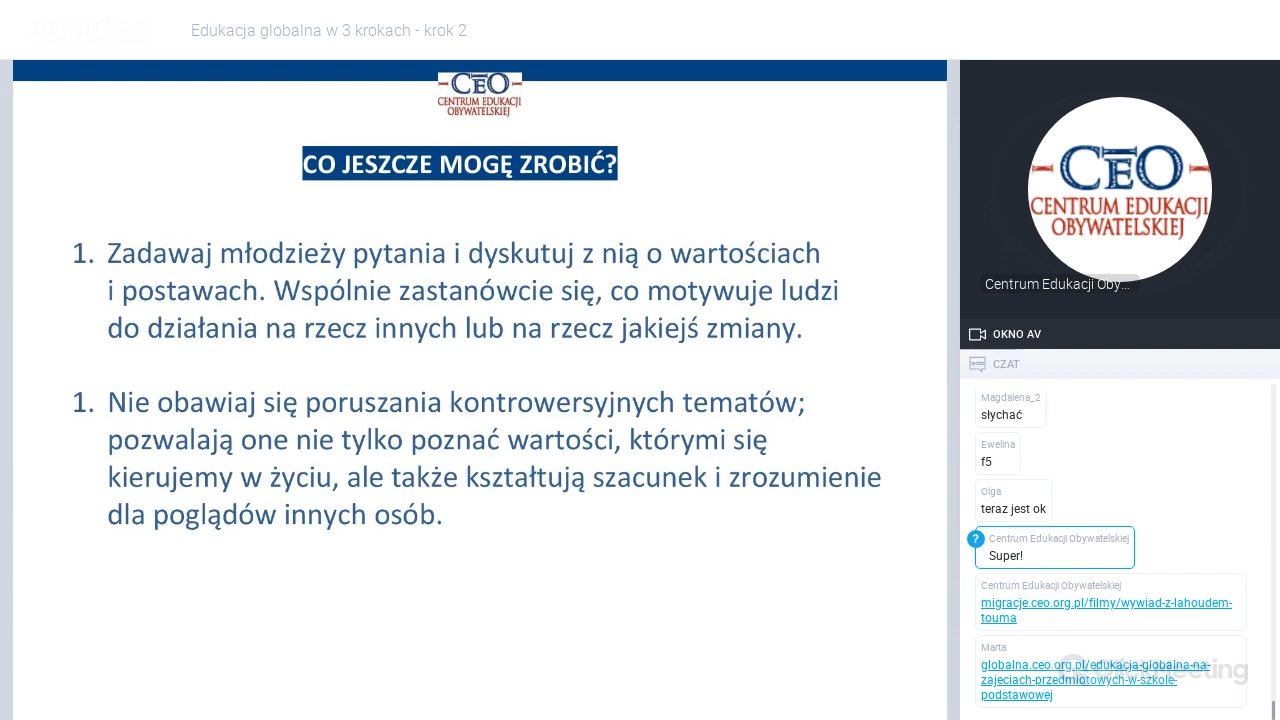 Edukacja globalna w 3 krokach - krok 2
CEO
CENTRUM EDUKACJI
OBYWATELSKIEJ
CO JESZCZE MOGĘ ZROBIĆ?
1. Zadawaj młodzieży pytania i dyskutuj z nią o wartościach
i postawach. Wspólnie zastanówcie się, co motywuje ludzi
do działania na rzecz innych lub na rzecz jakiejś zmiany.
1. Nie obawiaj się poruszania kontrowersyjnych tematów;
pozwalają one nie tylko poznać wartości, którymi się
kierujemy w życiu, ale także kształtują szacunek i zrozumienie
dla poglądów innych osób.
CEO
CENTRUM EDUKACJI
OBYWATELSKIEJ
Centrum Edukacji Oby...
OKNO AV
CZAT
Magdalena_2
słychać
Ewelina
f5
Olga
teraz jest ok
?
Centrum Edukacji Obywatelskiej
Super!
Centrum Edukacji Obywatelskiej
migracje.ceo.org.pl/filmy/wywiad-z-lahoudem-
touma
Marta
globalna.ceo.org.pl/edukacja-globalna-na-
zajeciach-przedmiotowych-w-szkole-
podstawowej
ClickMeeting